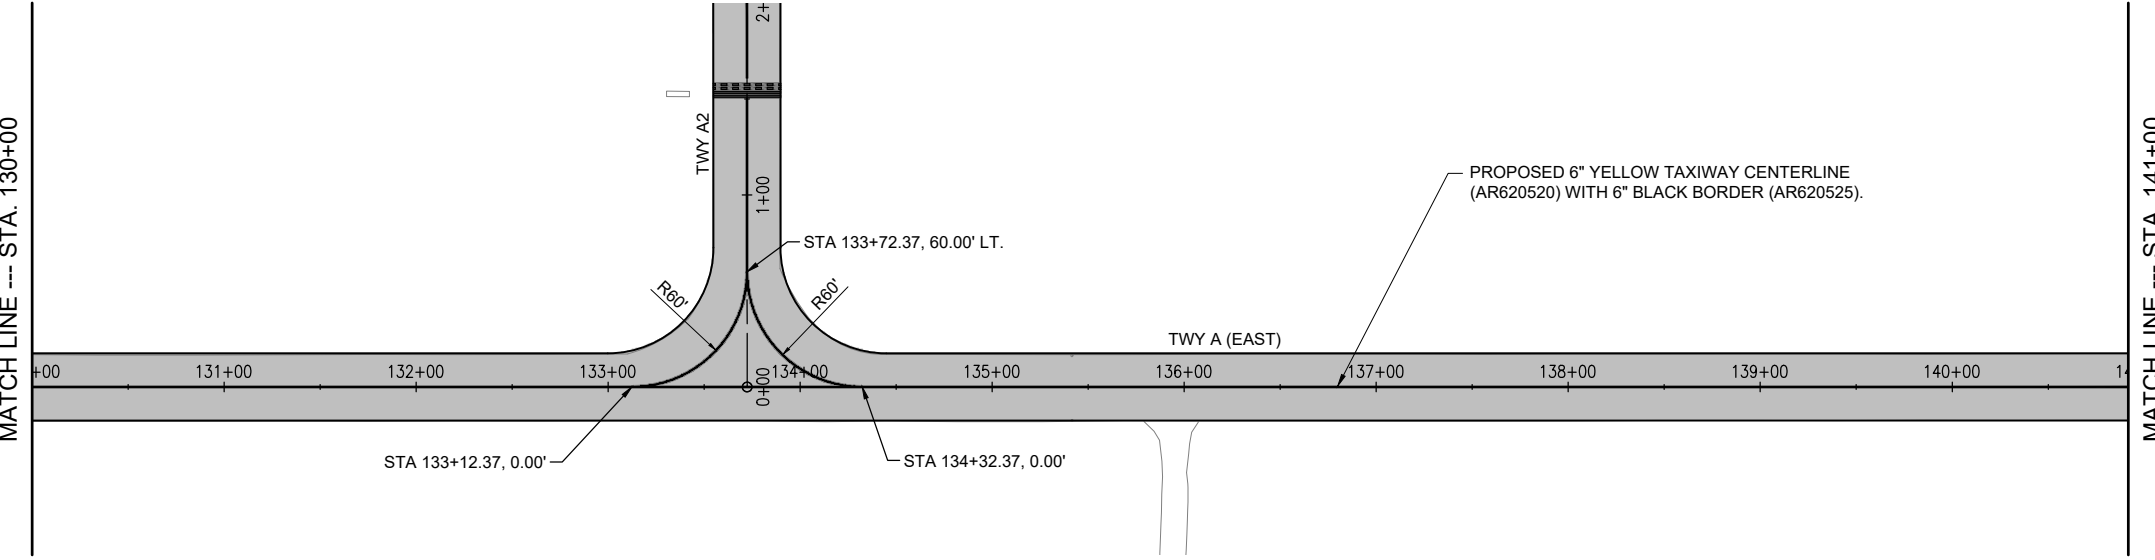 2+
TWY A2
1+00
PROPOSED 6" YELLOW TAXIWAY CENTERLINE
(AR620520) WITH 6" BLACK BORDER (AR620525).
STA 133+72.37, 60.00' LT.
R60'
R60'
TWY A (EAST)
MATCH LINE --- STA. 130+00
+00
131+00
132+00
133+00
0+00
134+00
135+00
136+00
137+00
138+00
139+00
140+00
14
MATCH LINE --- STA. 141+00
STA 133+12.37, 0.00'
STA 134+32.37, 0.00'